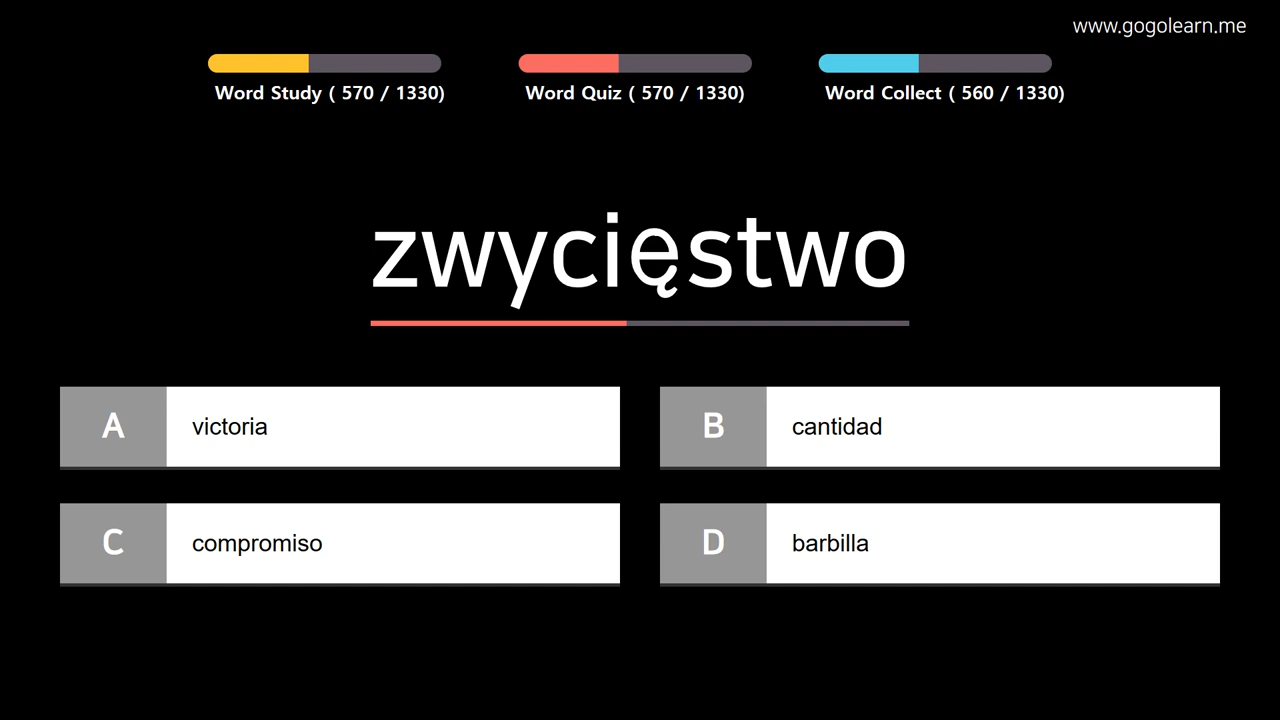 www.gogolearn.me
Word Study ( 570 / 1330)
Word Quiz ( 570 / 1330)
Word Collect ( 560 / 1330)
zwycięstwo
A victoria
B cantidad
C compromiso
D barbilla